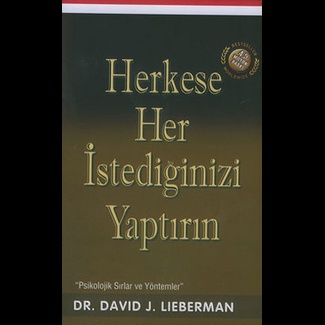 Herkese
Her
İstediğinizi
Yaptırın
"Psikolojik Sırlar ve Yöntemler"
DR. DAVID J. LIEBERMAN